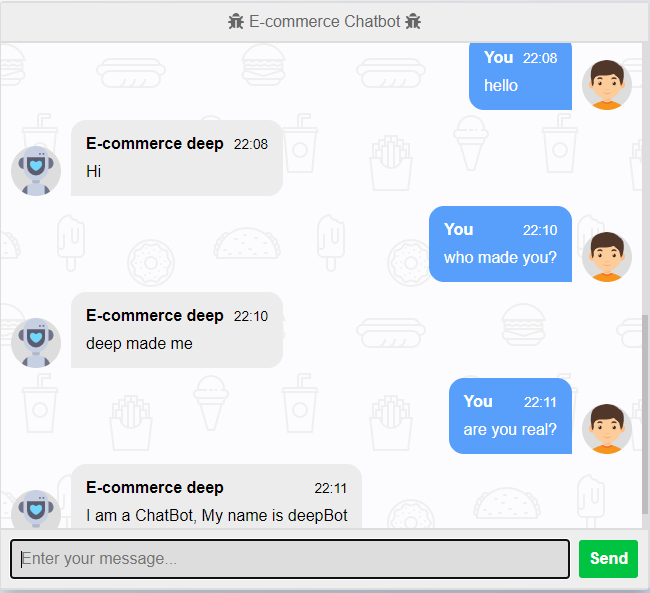 E-commerce Chatbot
You 22:08
hello
E-commerce deep 22:08
Hi
You 22:10
who made you?
E-commerce deep 22:10
deep made me
You 22:11
are you real?
E-commerce deep 22:11
I am a ChatBot, My name is deepBot
Enter your message... Send